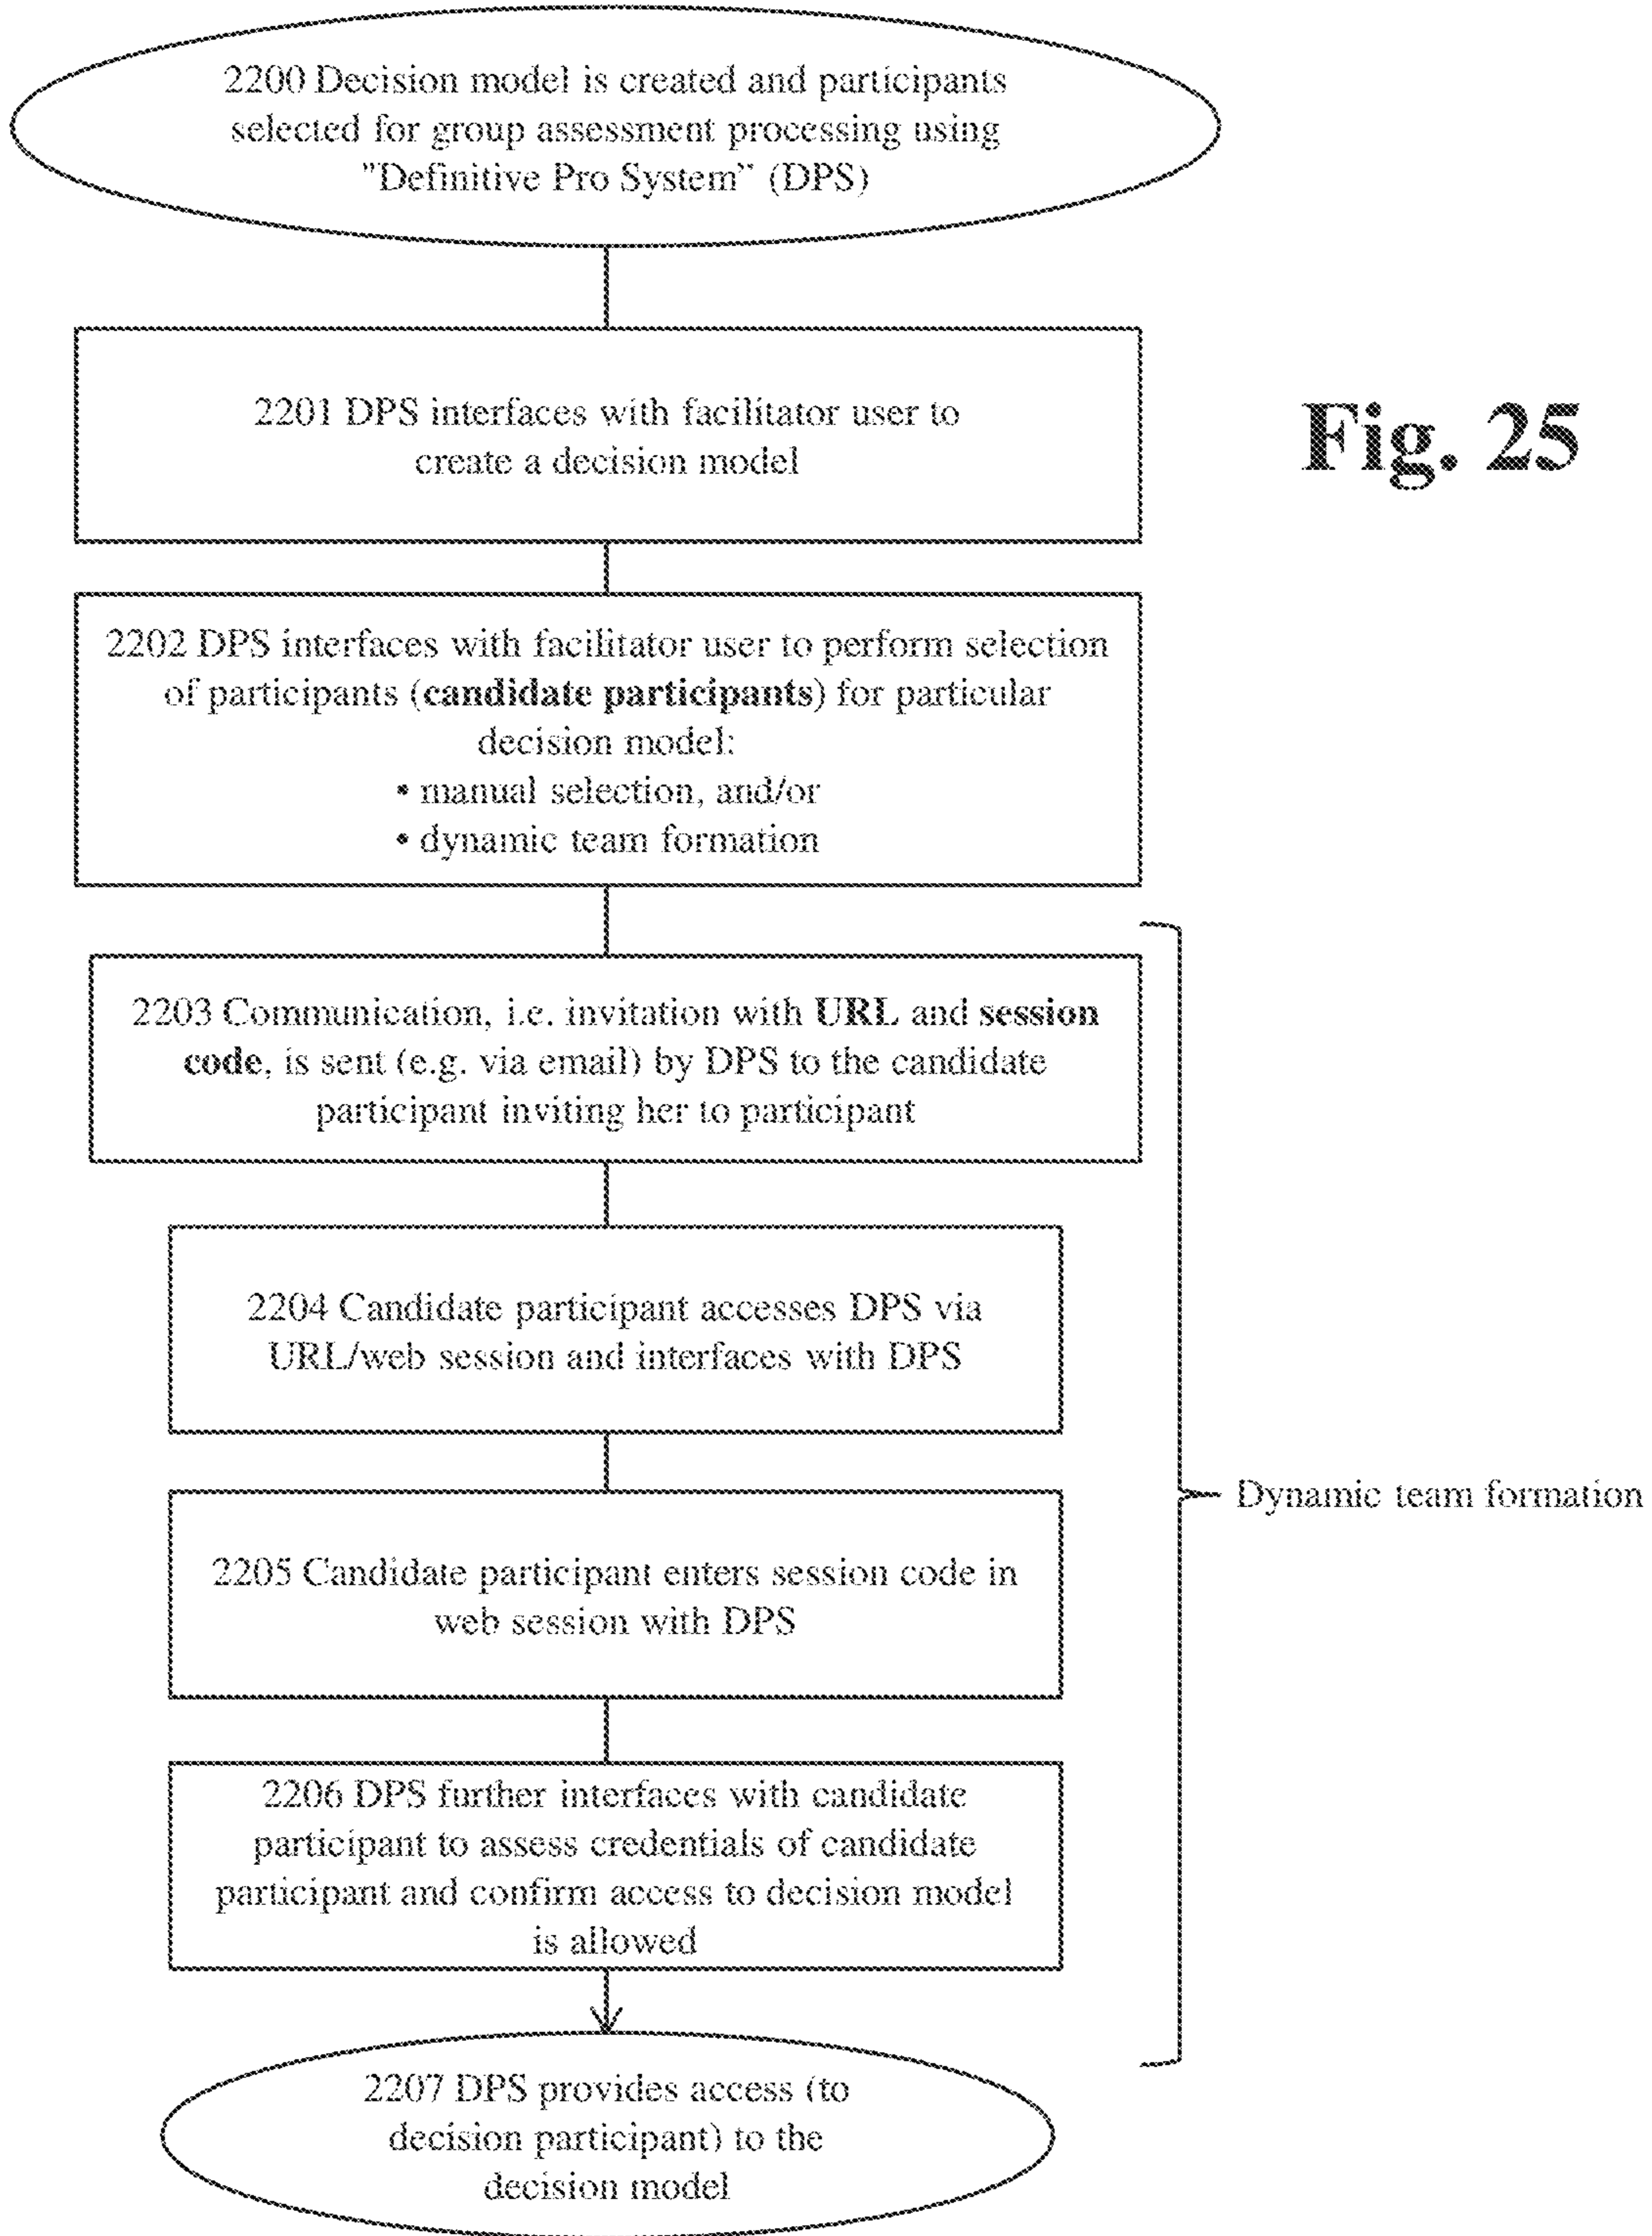 2200 Decision model is created and participants
selected for group assessment processing using
"Definitive Pro System" (DPS)
2201 DPS interfaces with facilitator user to
create a decision model
Fig. 25
2202 DPS interfaces with facilitator user to perform selection
of participants (candidate participants) for particular
decision model:
• manual selection, and/or
• dynamic team formation
2203 Communication, i.e. invitation with URL and session
code, is sent (e.g. via email) by DPS to the candidate
participant inviting her to participant
2204 Candidate participant accesses DPS via
URL/web session and interfaces with DPS
Dynamic team formation
2205 Candidate participant enters session code in
web session with DPS
2206 DPS further interfaces with candidate
participant to assess credentials of candidate
participant and confirm access to decision model
is allowed
2207 DPS provides access (to
decision participant) to the
decision model